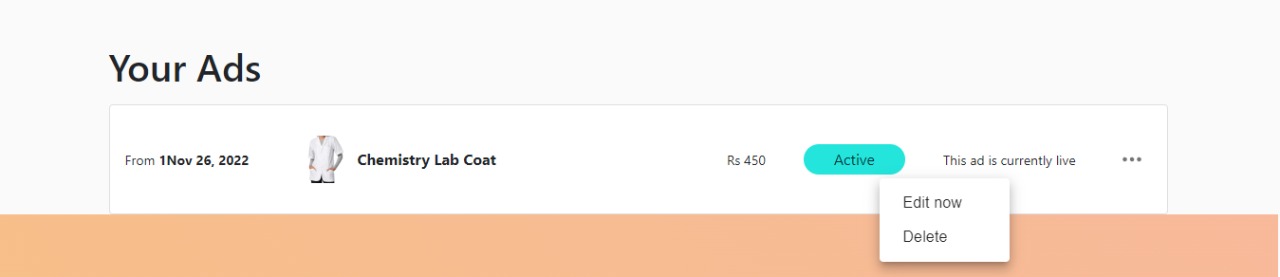 Your Ads
From 1Nov 26, 2022 Chemistry Lab Coat Rs 450 Active This ad is currently live
Edit now
Delete